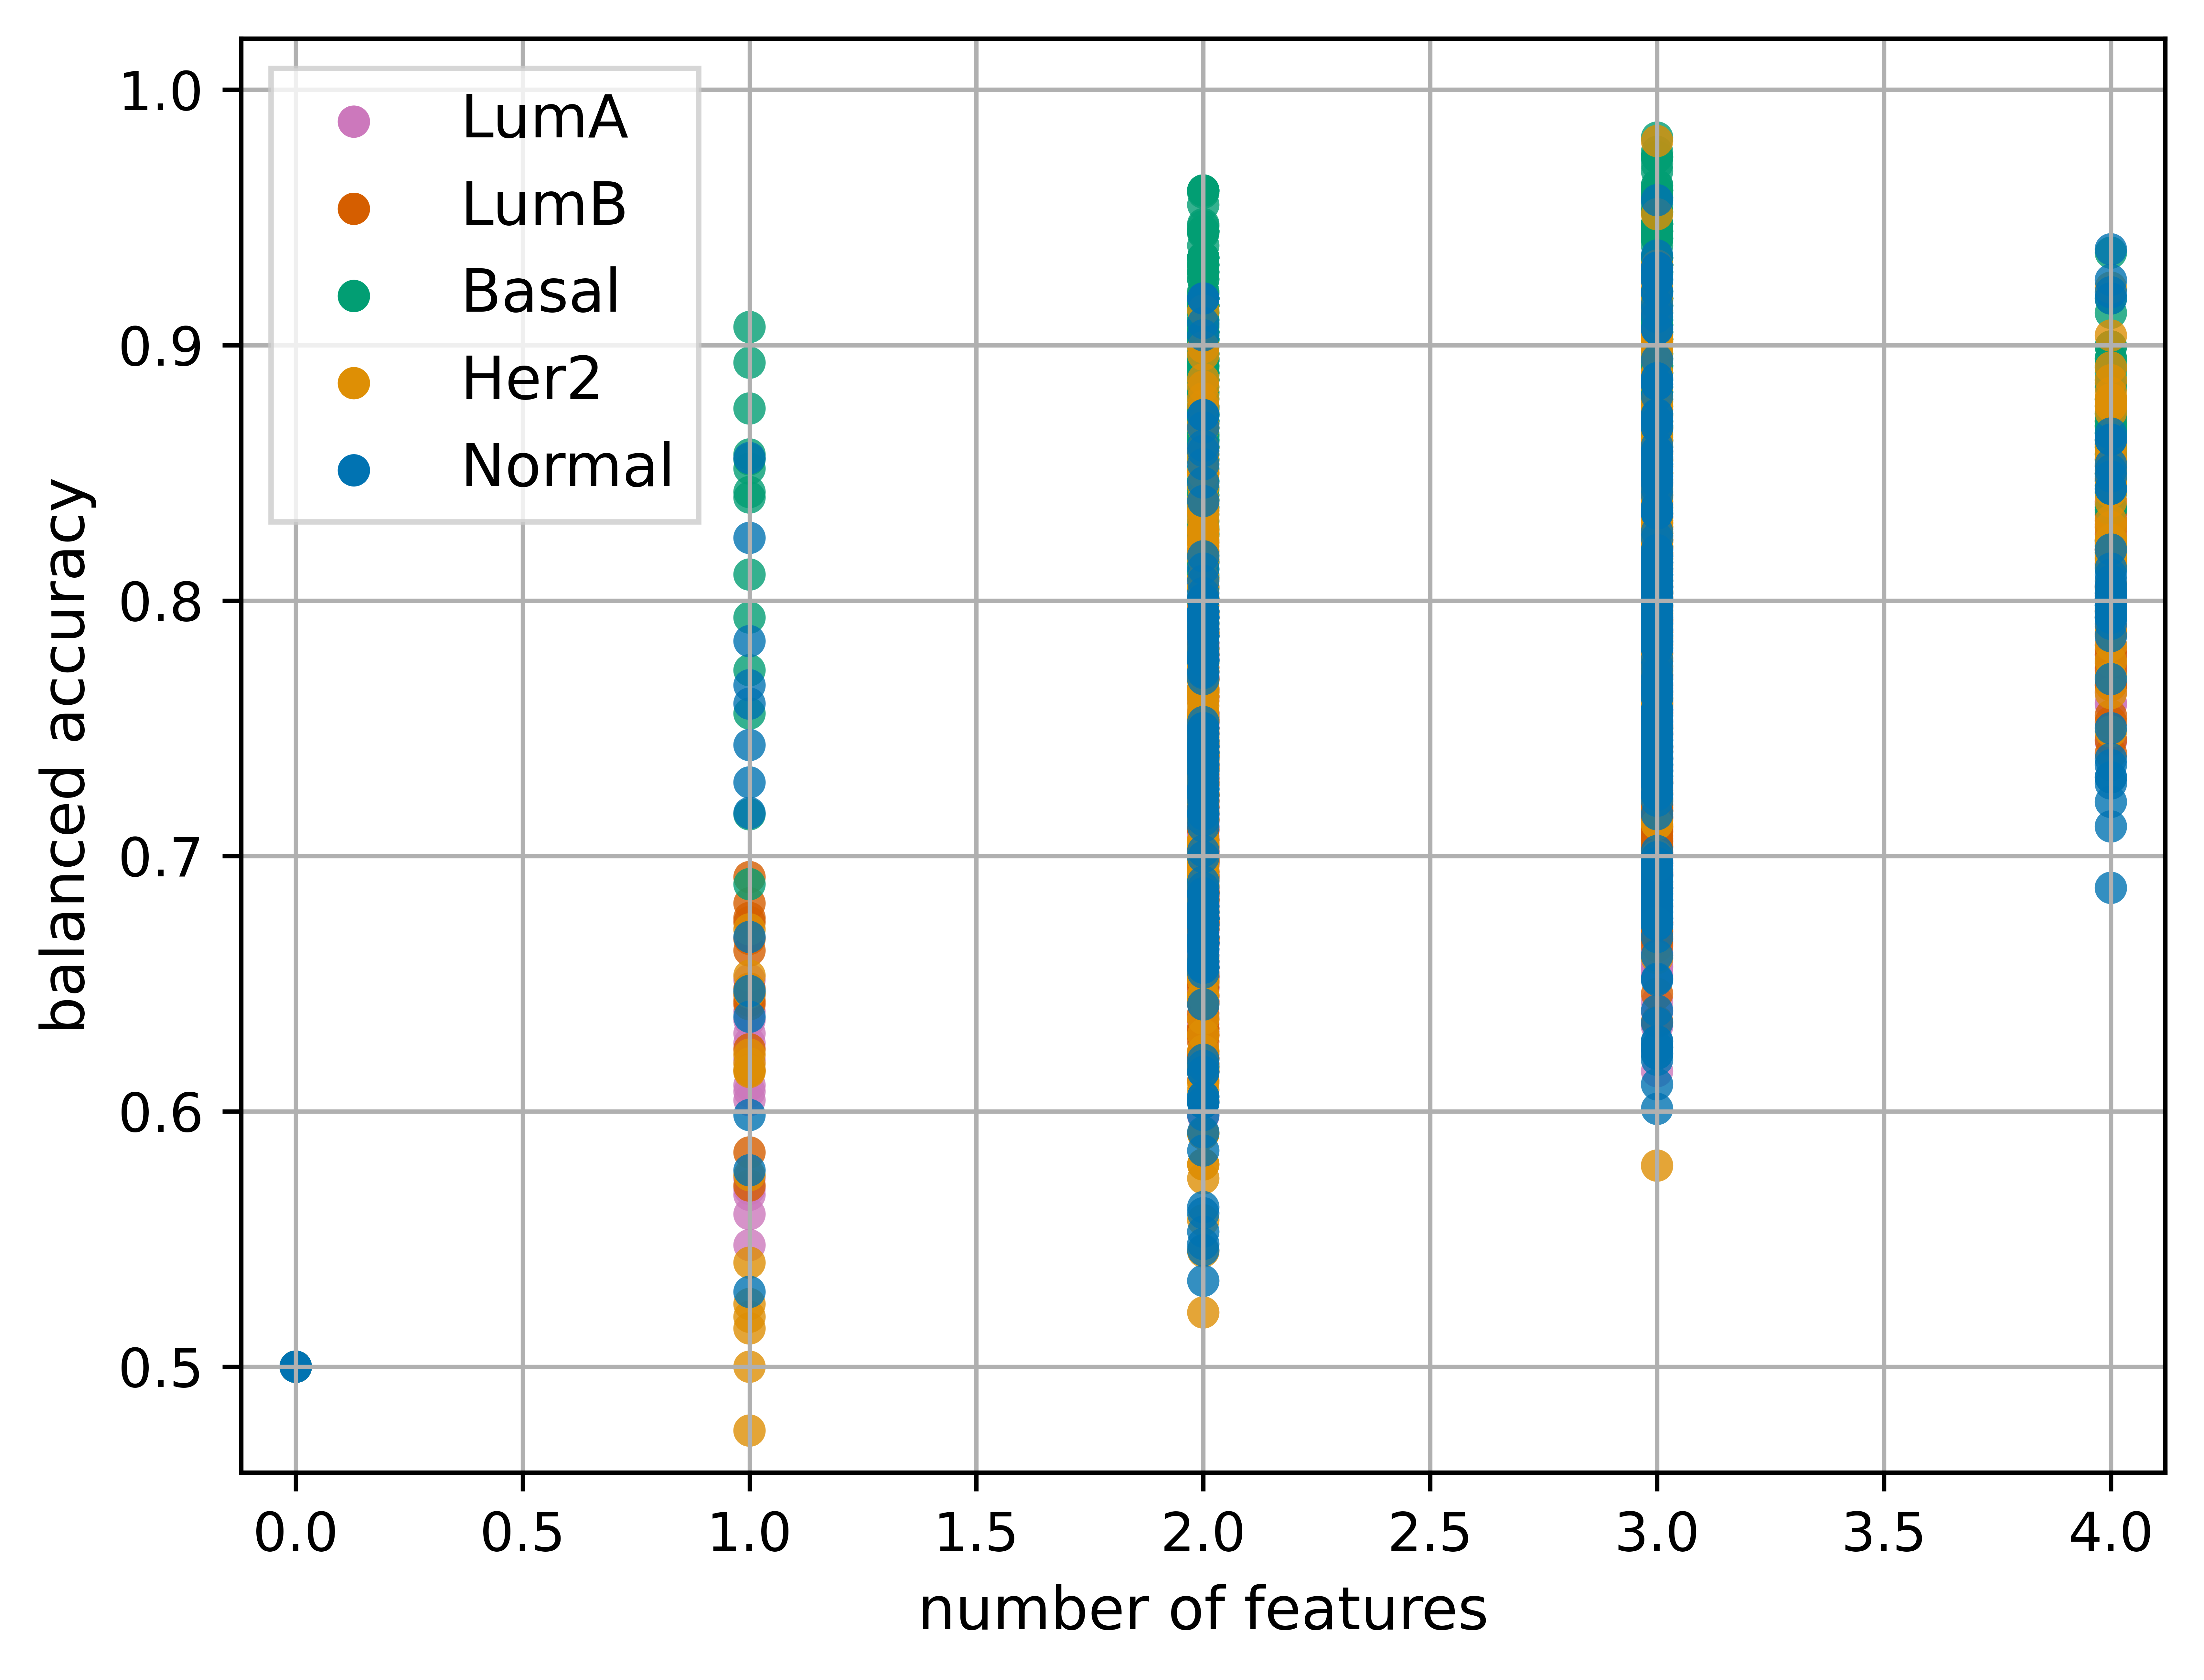 LumA
LumB
Basal
Her2
Normal
1.0
0.9
0.8
0.7
0.6
0.5
balanced accuracy
0.0 0.5 1.0 1.5 2.0 2.5 3.0 3.5 4.0
number of features